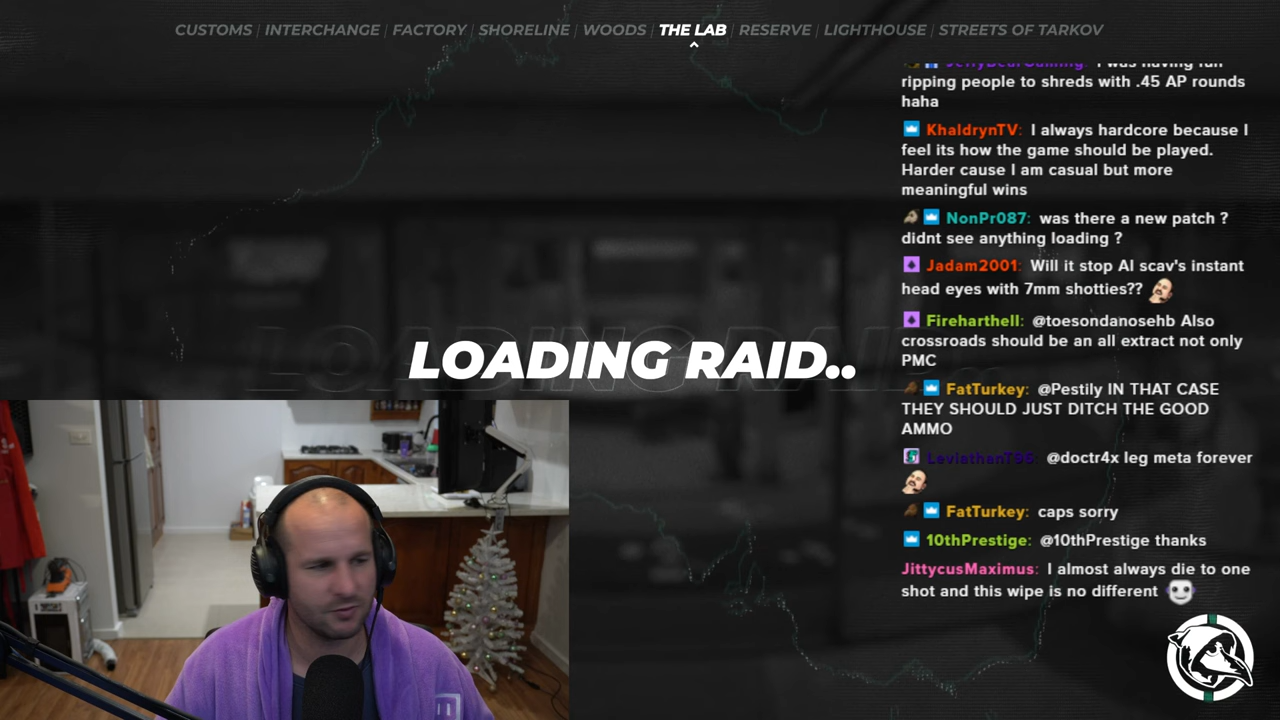 CUSTOMS | INTERCHANGE | FACTORY | SHORELINE | WOODS | THE LAB | RESERVE | LIGHTHOUSE | STREETS OF TARKOV
ripping people to shreds with .45 AP rounds
haha
KhaldrynTV: I always hardcore because I
feel its how the game should be played.
Harder cause I am casual but more
meaningful wins
NonPr087: was there a new patch ?
didnt see anything loading ?
Jadam2001: Will it stop AI scav's instant
head eyes with 7mm shotties??
Fireharthell: @toesondanosehb Also
crossroads should be an all extract not only
PMC
LOADING RAID..
FatTurkey: @Pestily IN THAT CASE
THEY SHOULD JUST DITCH THE GOOD
AMMO
LeviathanT96: @doctr4x leg meta forever
FatTurkey: caps sorry
10thPrestige: @10thPrestige thanks
JittycusMaximus: I almost always die to one
shot and this wipe is no different